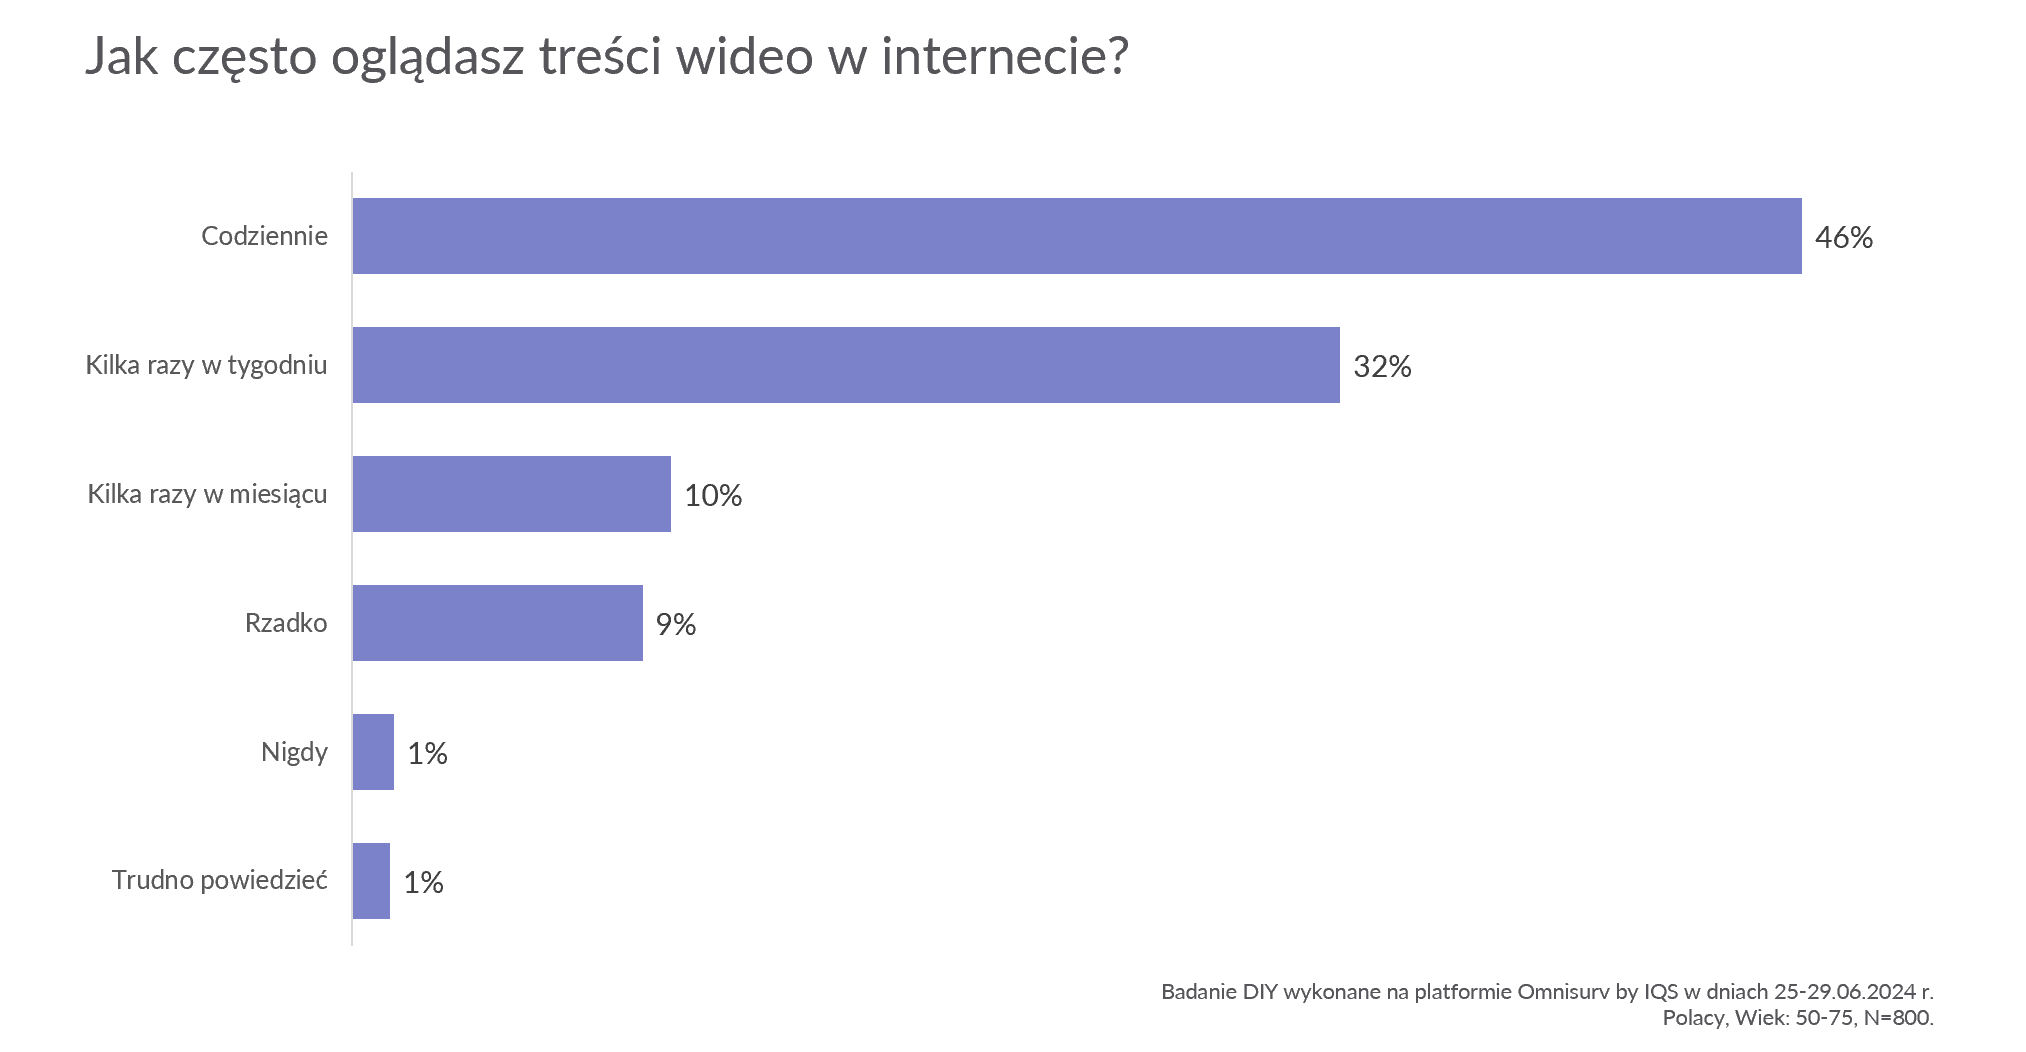 Jak często oglądasz treści wideo w internecie?
Codziennie 46%
Kilka razy w tygodniu 32%
Kilka razy w miesiącu 10%
Rzadko 9%
Nigdy 1%
Trudno powiedzieć 1%
Badanie DIY wykonane na platformie Omnisurv by IQS w dniach 25-29.06.2024 r.
Polacy, Wiek: 50-75, N=800.